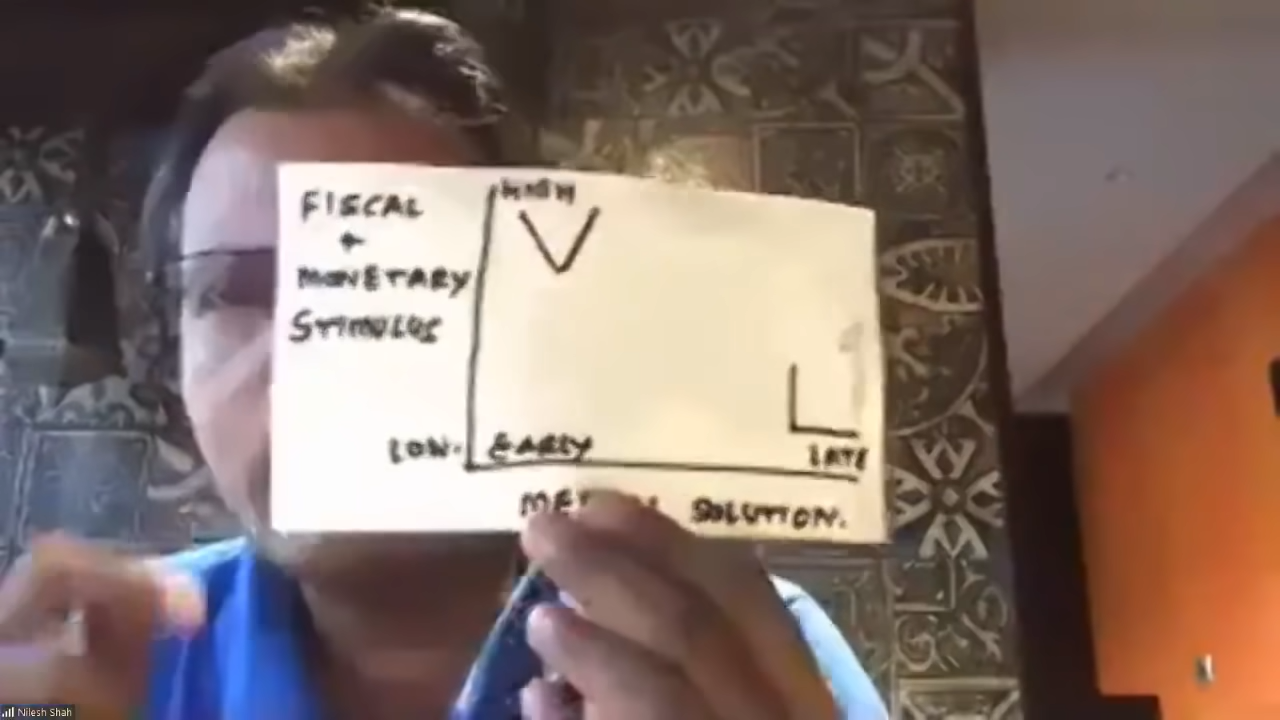 FISCAL
+
MONETARY
STIMULUS
HIGH
V
L
LOW.
EARLY
LATE
SOLUTION.
Nilesh Shah